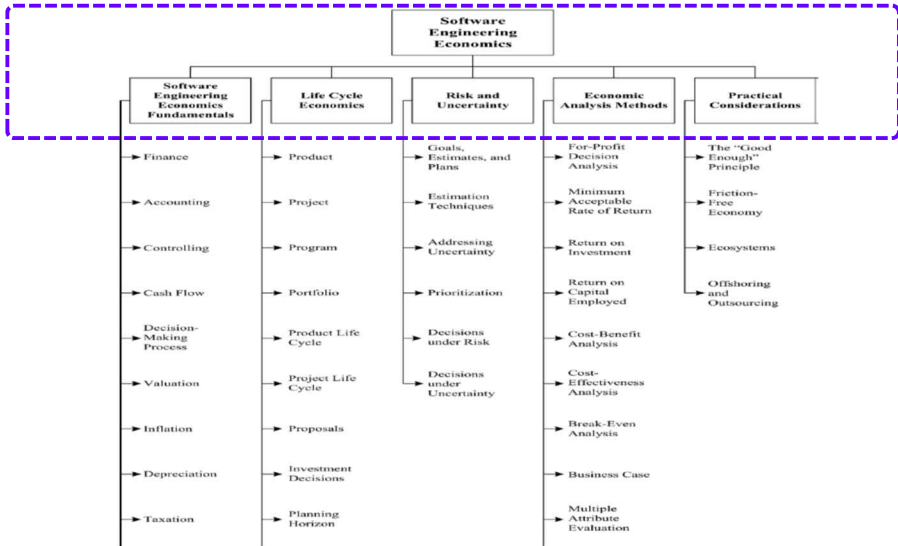 Software
Engineering
Economics
Software
Engineering
Economics
Fundamentals
Life Cycle
Economics
Risk and
Uncertainty
Economic
Analysis Methods
Practical
Considerations
Finance
Accounting
Controlling
Cash Flow
Decision-
Making
Process
Valuation
Inflation
Depreciation
Taxation
Product
Project
Program
Portfolio
Product Life
Cycle
Project Life
Cycle
Proposals
Investment
Decisions
Planning
Horizon
Goals,
Estimates, and
Plans
Estimation
Techniques
Addressing
Uncertainty
Prioritization
Decisions
under Risk
Decisions
under
Uncertainty
For-Profit
Decision
Analysis
Minimum
Acceptable
Rate of Return
Return on
Investment
Return on
Capital
Employed
Cost-Benefit
Analysis
Cost-
Effectiveness
Analysis
Break-Even
Analysis
Business Case
Multiple
Attribute
Evaluation
The “Good
Enough”
Principle
Friction-
Free
Economy
Ecosystems
Offshoring
and
Outsourcing